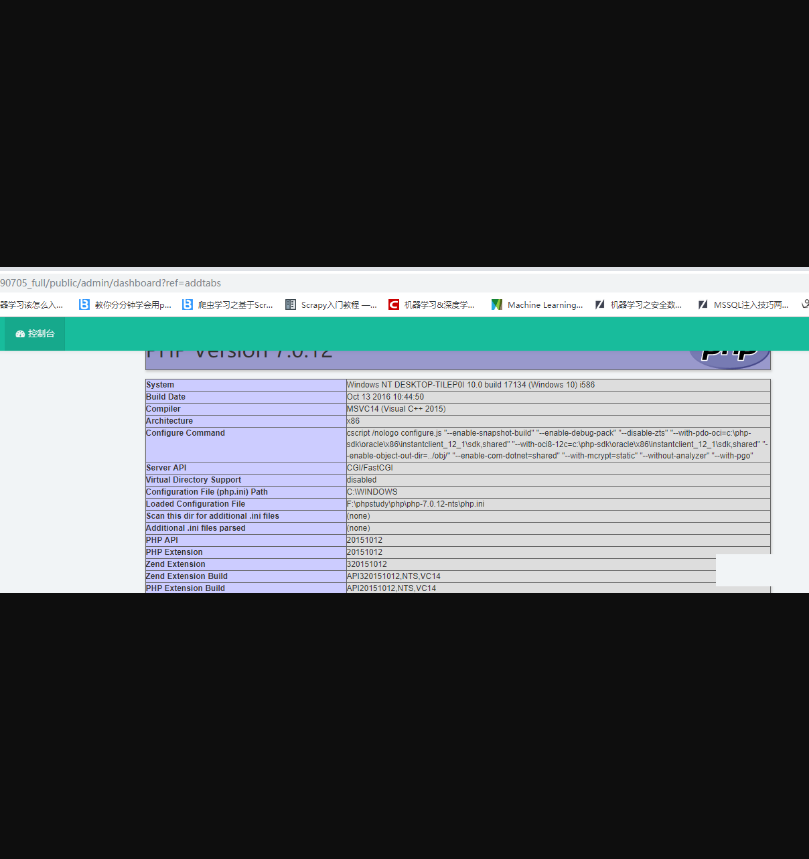 90705_full/public/admin/dashboard?ref=addtabs
器学习该怎么入... 教你分分钟学会用p... 爬虫学习之基于Scr... Scrapy入门教程 —... 机器学习&深度学... Machine Learning... 机器学习之安全数... MSSQL注入技巧两...
控制台
PHP Version 7.0.12
php
System Windows NT DESKTOP-TILEP0I 10.0 build 17134 (Windows 10) i586
Build Date Oct 13 2016 10:44:50
Compiler MSVC14 (Visual C++ 2015)
Architecture x86
Configure Command cscript /nologo configure.js "--enable-snapshot-build" "--enable-debug-pack" "--disable-zts" "--with-pdo-oci=c:\php-
sdk\oracle\x86\instantclient_12_1\sdk,shared" "--with-oci8-12c=c:\php-sdk\oracle\x86\instantclient_12_1\sdk,shared" "-
-enable-object-out-dir=../obj/" "--enable-com-dotnet=shared" "--with-mcrypt=static" "--without-analyzer" "--with-pgo"
Server API CGI/FastCGI
Virtual Directory Support disabled
Configuration File (php.ini) Path C:\WINDOWS
Loaded Configuration File F:\phpstudy\php\php-7.0.12-nts\php.ini
Scan this dir for additional .ini files (none)
Additional .ini files parsed (none)
PHP API 20151012
PHP Extension 20151012
Zend Extension 320151012
Zend Extension Build API320151012,NTS,VC14
PHP Extension Build API20151012,NTS,VC14